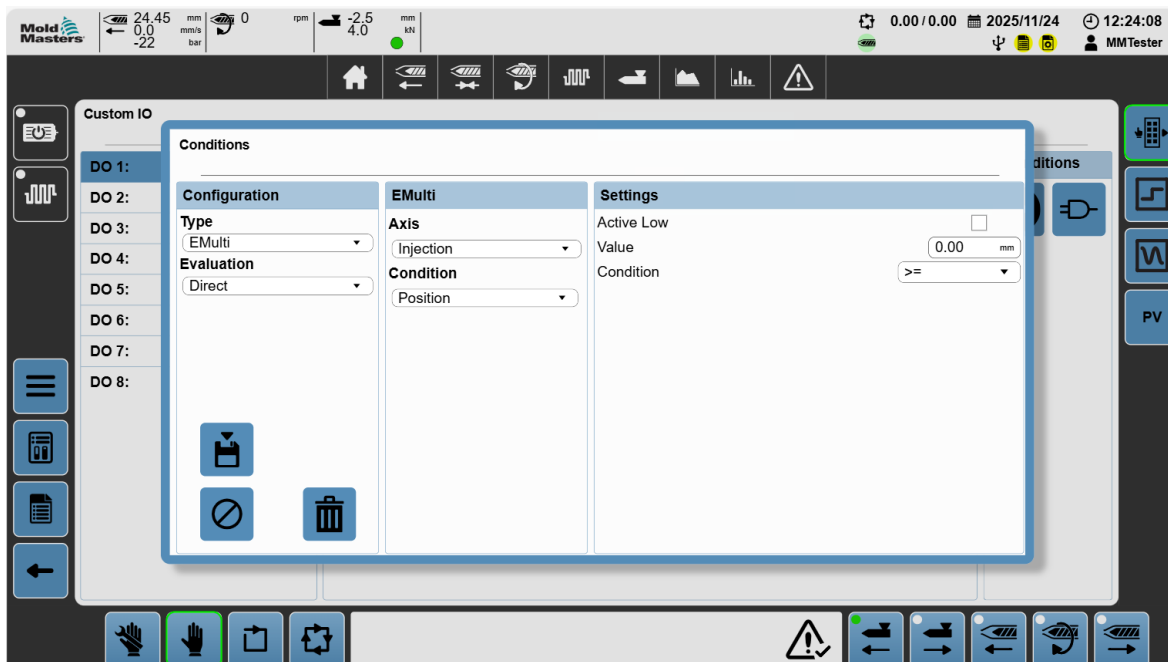 Mold
Masters
24.45 mm
0.0 mm/s
-22 bar
0 rpm
-2.5 mm
4.0 kN
0.00 / 0.00
2025/11/24
12:24:08
MMTester
Custom IO
DO 1:
DO 2:
DO 3:
DO 4:
DO 5:
DO 6:
DO 7:
DO 8:
ditions
PV
Conditions
Configuration
Type
EMulti
Evaluation
Direct
EMulti
Axis
Injection
Condition
Position
Settings
Active Low
Value 0.00 mm
Condition >=